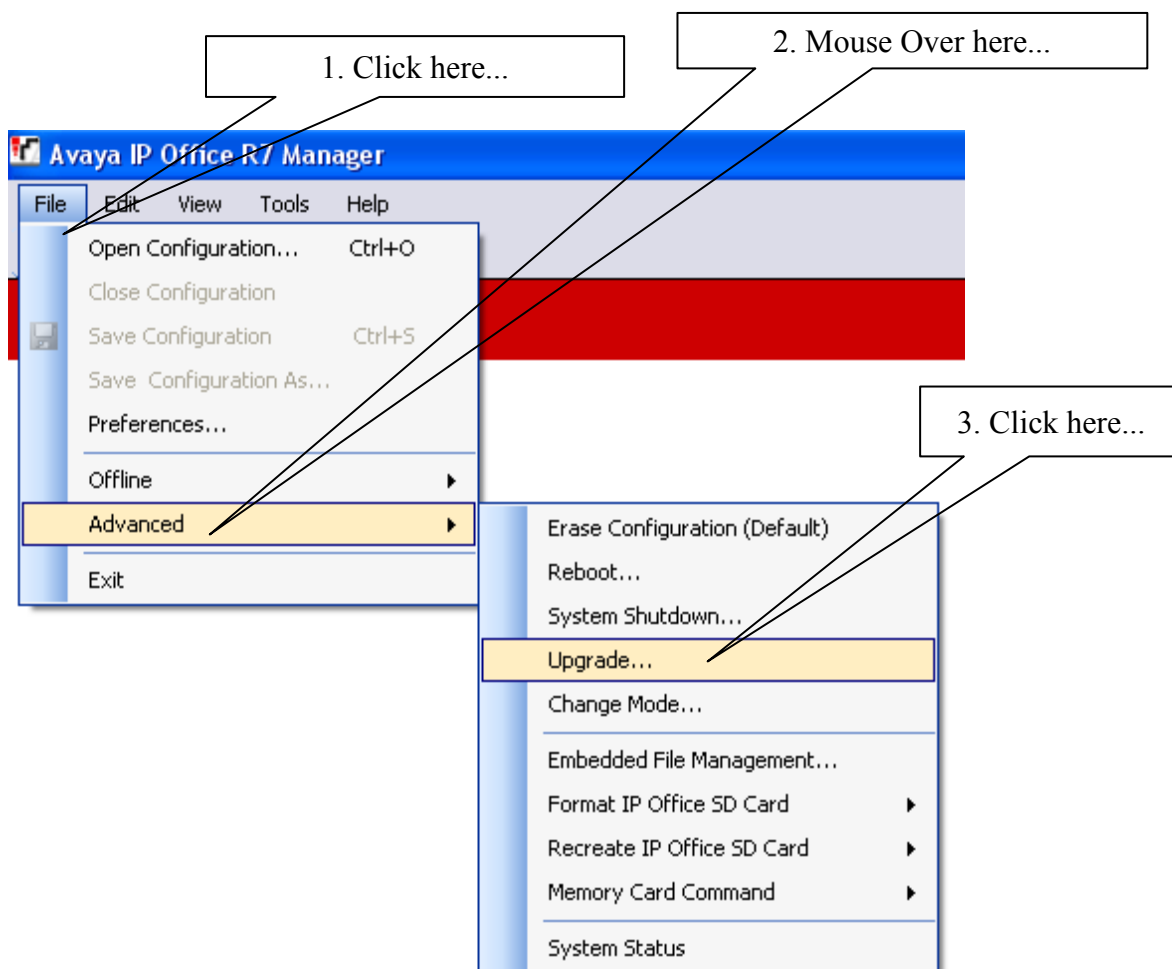 2. Mouse Over here...
1. Click here...
Avaya IP Office R7 Manager
File Edit View Tools Help
Open Configuration... Ctrl+O
Close Configuration
Save Configuration Ctrl+S
Save Configuration As...
Preferences...
3. Click here...
Offline
Advanced
Exit
Erase Configuration (Default)
Reboot...
System Shutdown...
Upgrade...
Change Mode...
Embedded File Management...
Format IP Office SD Card
Recreate IP Office SD Card
Memory Card Command
System Status